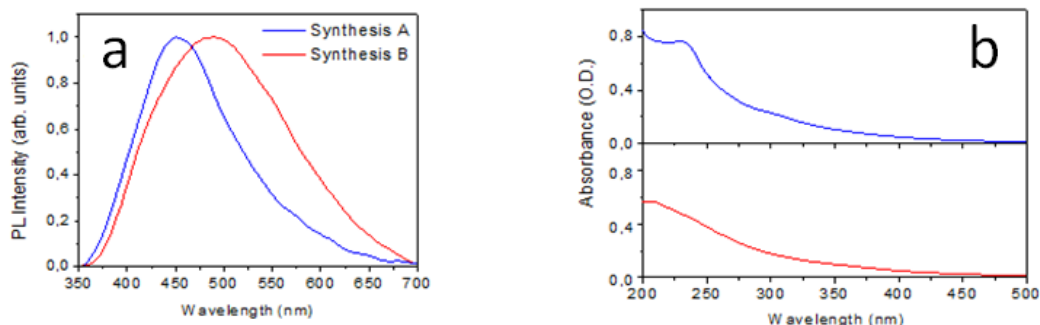 a
Synthesis A
Synthesis B
PL Intensity (arb. units)
1,0
0,8
0,6
0,4
0,2
0,0
350 400 450 500 550 600 650 700
Wavelength (nm)
b
Absorbance (O.D.)
0.8
0.4
0.0
0.8
0.4
0.0
200 250 300 350 400 450 500
Wavelength (nm)